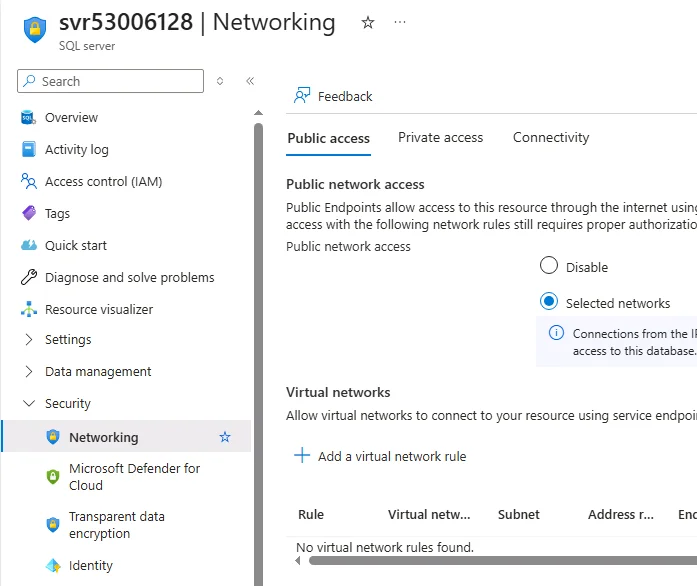 svr53006128 | Networking
SQL server
Search
Overview
Activity log
Access control (IAM)
Tags
Quick start
Diagnose and solve problems
Resource visualizer
Settings
Data management
Security
Networking
Microsoft Defender for
Cloud
Transparent data
encryption
Identity
Feedback
Public access Private access Connectivity
Public network access
Public Endpoints allow access to this resource through the internet using
access with the following network rules still requires proper
Public network access
Disable
Selected networks
Connections from the
access to this database.
Virtual networks
Allow virtual networks to connect to your resource using service
Add a virtual network rule
Rule Virtual netw... Subnet Address r...
No virtual network rules found.